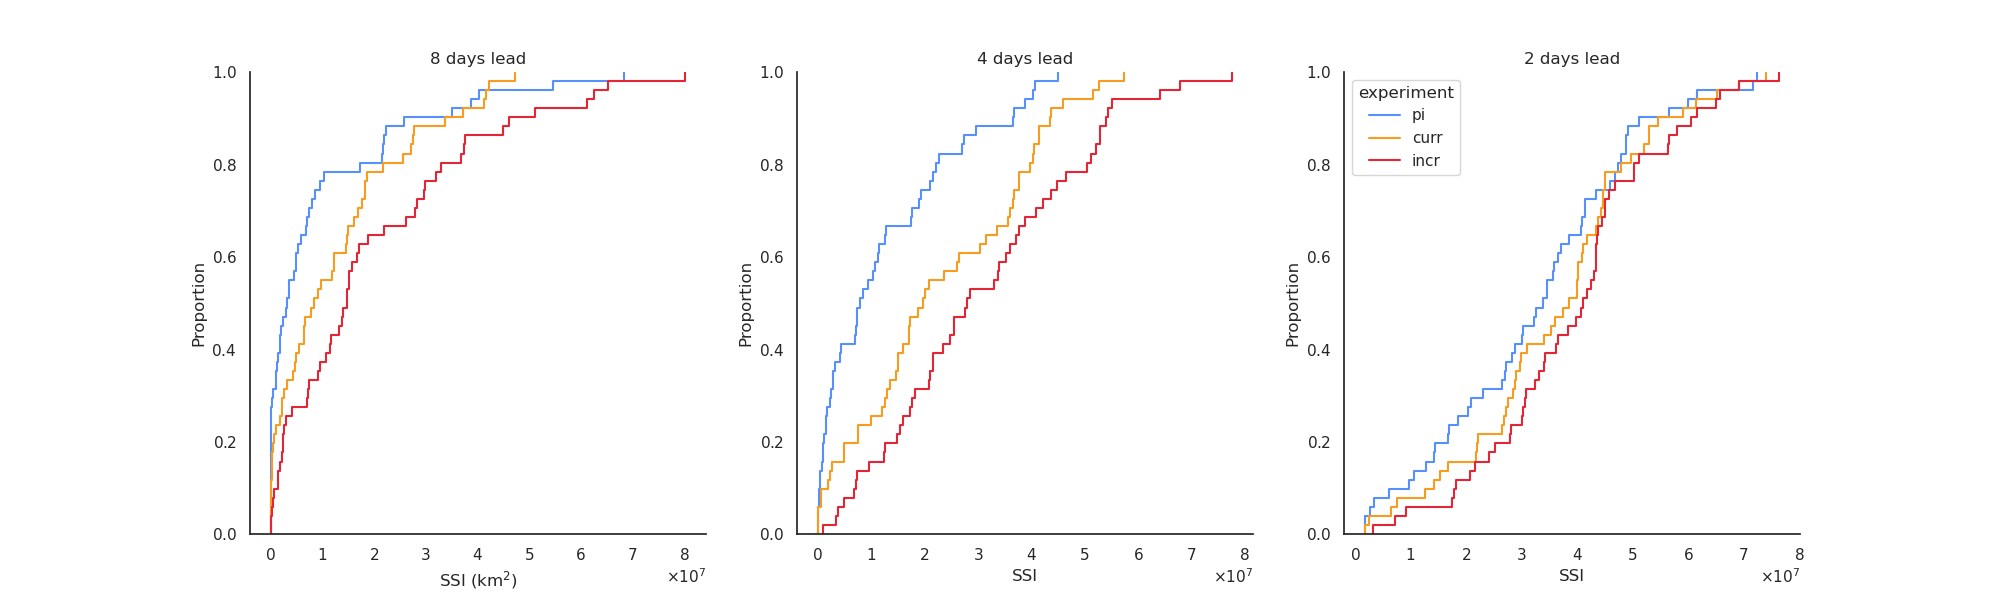 8 days lead
1.0
0.8
0.6
0.4
0.2
0.0
Proportion
0 1 2 3 4 5 6 7 8
×10⁷
SSI (km²)
4 days lead
1.0
0.8
0.6
0.4
0.2
0.0
Proportion
0 1 2 3 4 5 6 7 8
×10⁷
SSI
2 days lead
1.0
0.8
0.6
0.4
0.2
0.0
Proportion
experiment
pi
curr
incr
0 1 2 3 4 5 6 7 8
×10⁷
SSI